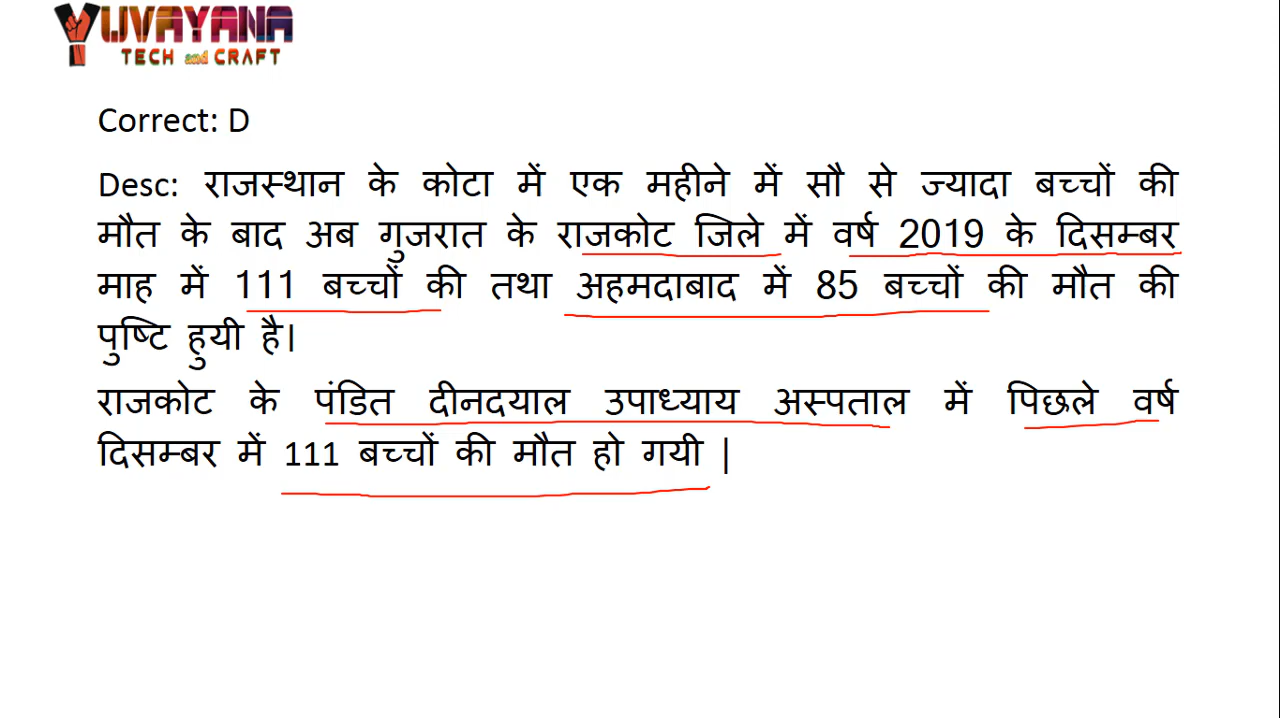 YUVAYANA
TECH and CRAFT
Correct: D
Desc: राजस्थान के कोटा में एक महीने में सौ से ज्यादा बच्चों की
मौत के बाद अब गुजरात के राजकोट जिले में वर्ष 2019 के दिसम्बर
माह में 111 बच्चों की तथा अहमदाबाद में 85 बच्चों की मौत की
पुष्टि हुयी है।
राजकोट के पंडित दीनदयाल उपाध्याय अस्पताल में पिछले वर्ष
दिसम्बर में 111 बच्चों की मौत हो गयी |